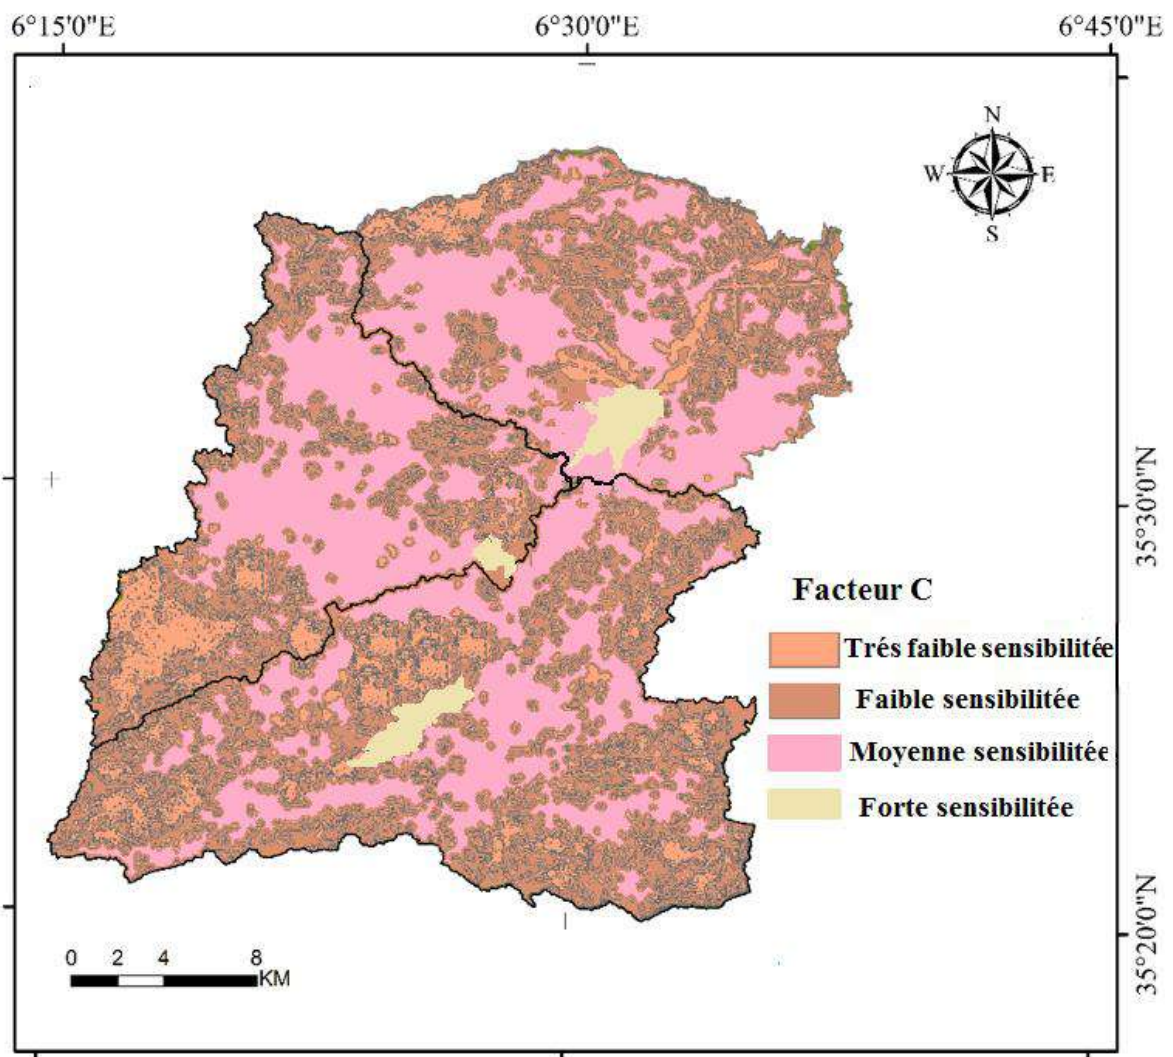 6°15'0"E 6°30'0"E 6°45'0"E
N
W E
S
35°30'0"N
Facteur C
Trés faible sensibilitée
Faible sensibilitée
Moyenne sensibilitée
Forte sensibilitée
35°20'0"N
0 2 4 8
KM